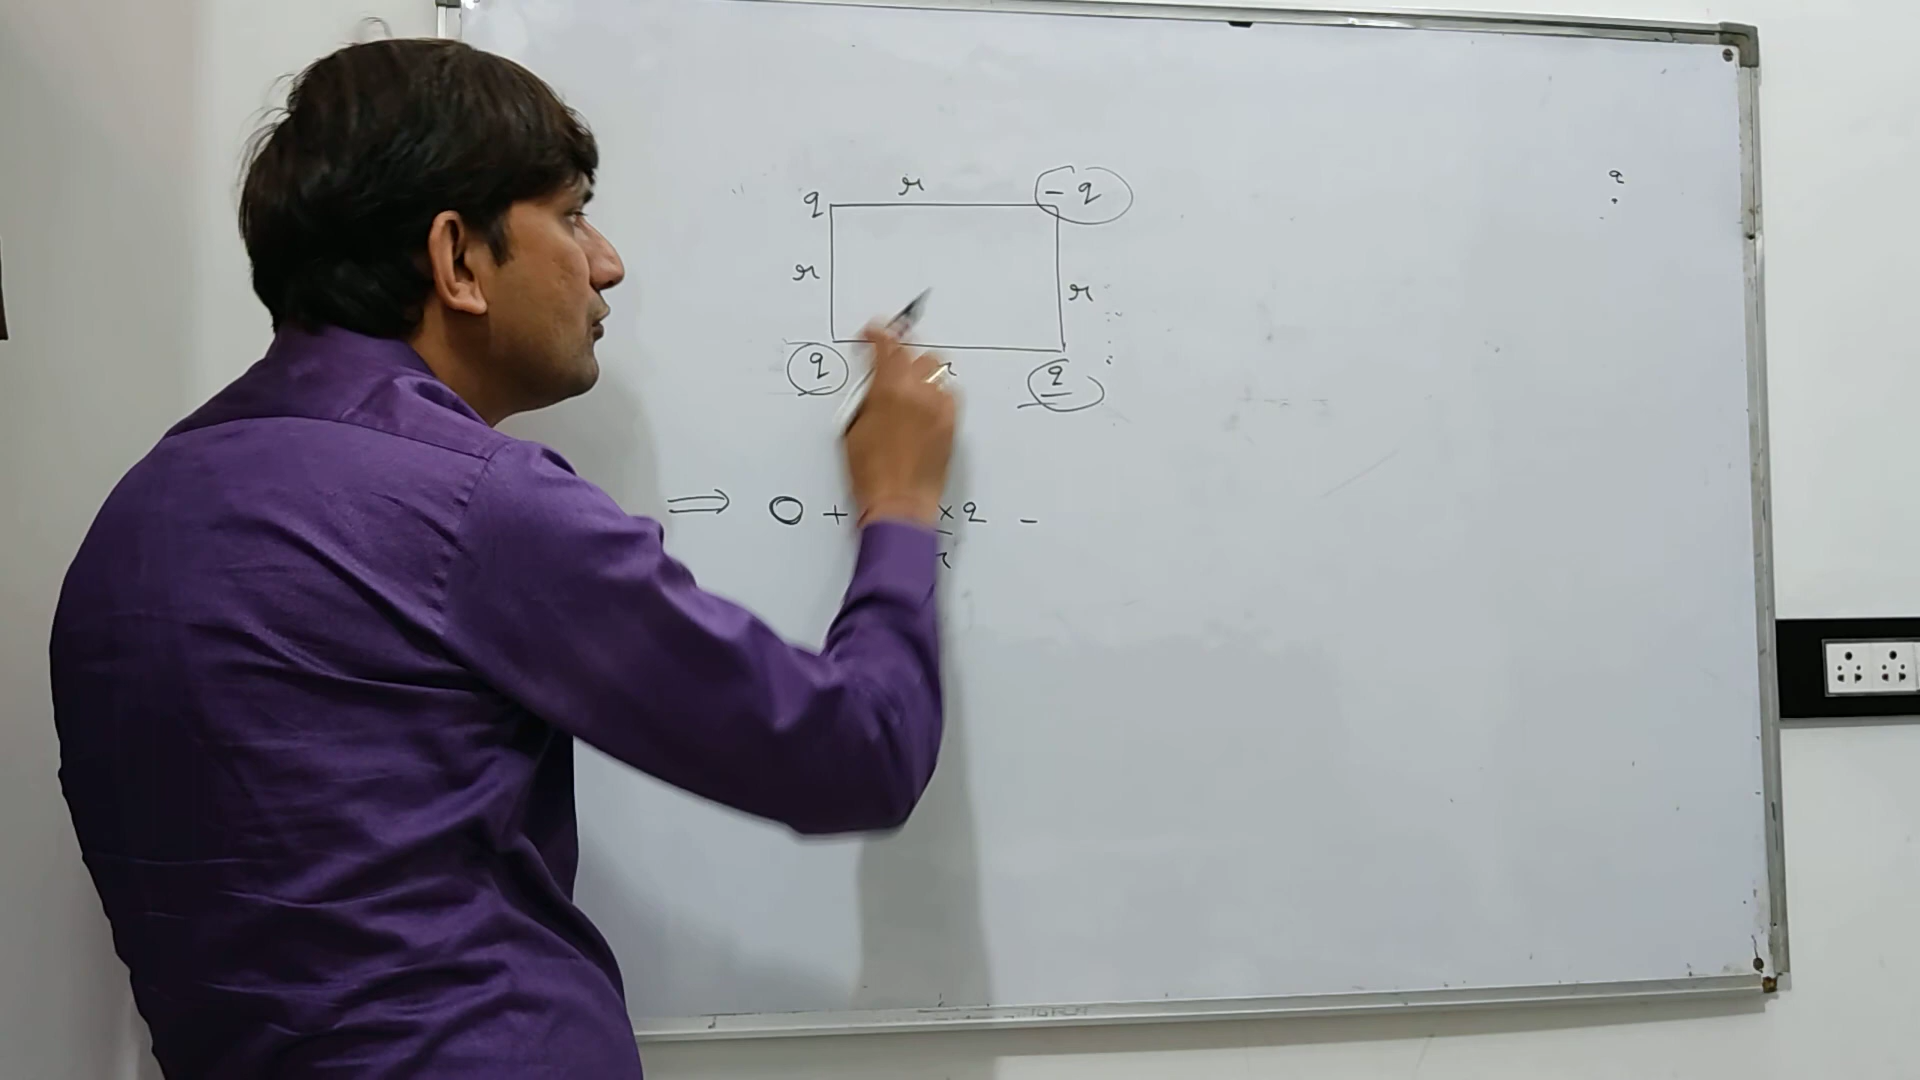 r
q - q
q
r r
q q
⇒ 0 + × q -
r